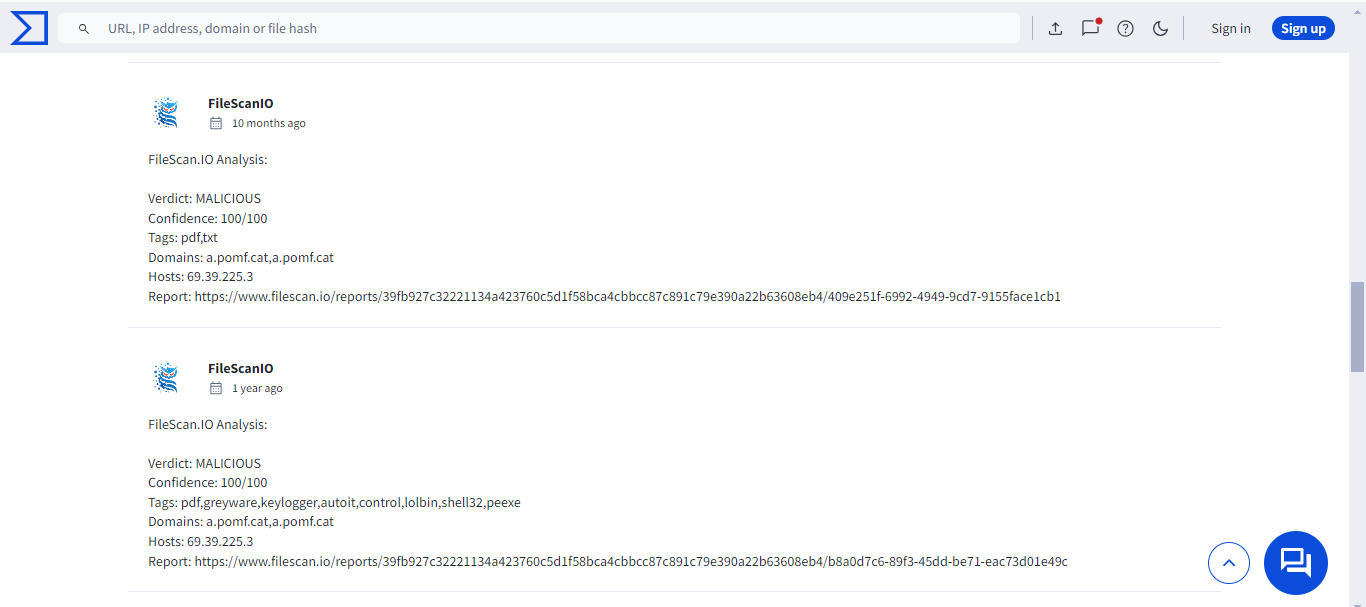 URL, IP address, domain or file hash
Sign in
Sign up
FileScanIO
10 months ago
FileScan.IO Analysis:
Verdict: MALICIOUS
Confidence: 100/100
Tags: pdf,txt
Domains: a.pomf.cat,a.pomf.cat
Hosts: 69.39.225.3
Report: https://www.filescan.io/reports/39fb927c32221134a423760c5d1f58bca4cbbcc87c891c79e390a22b63608eb4/409e251f-6992-4949-9cd7-9155face1cb1
FileScanIO
1 year ago
FileScan.IO Analysis:
Verdict: MALICIOUS
Confidence: 100/100
Tags: pdf,greyware,keylogger,autoit,control,lolbin,shell32,peexe
Domains: a.pomf.cat,a.pomf.cat
Hosts: 69.39.225.3
Report: https://www.filescan.io/reports/39fb927c32221134a423760c5d1f58bca4cbbcc87c891c79e390a22b63608eb4/b8a0d7c6-89f3-45dd-be71-eac73d01e49c